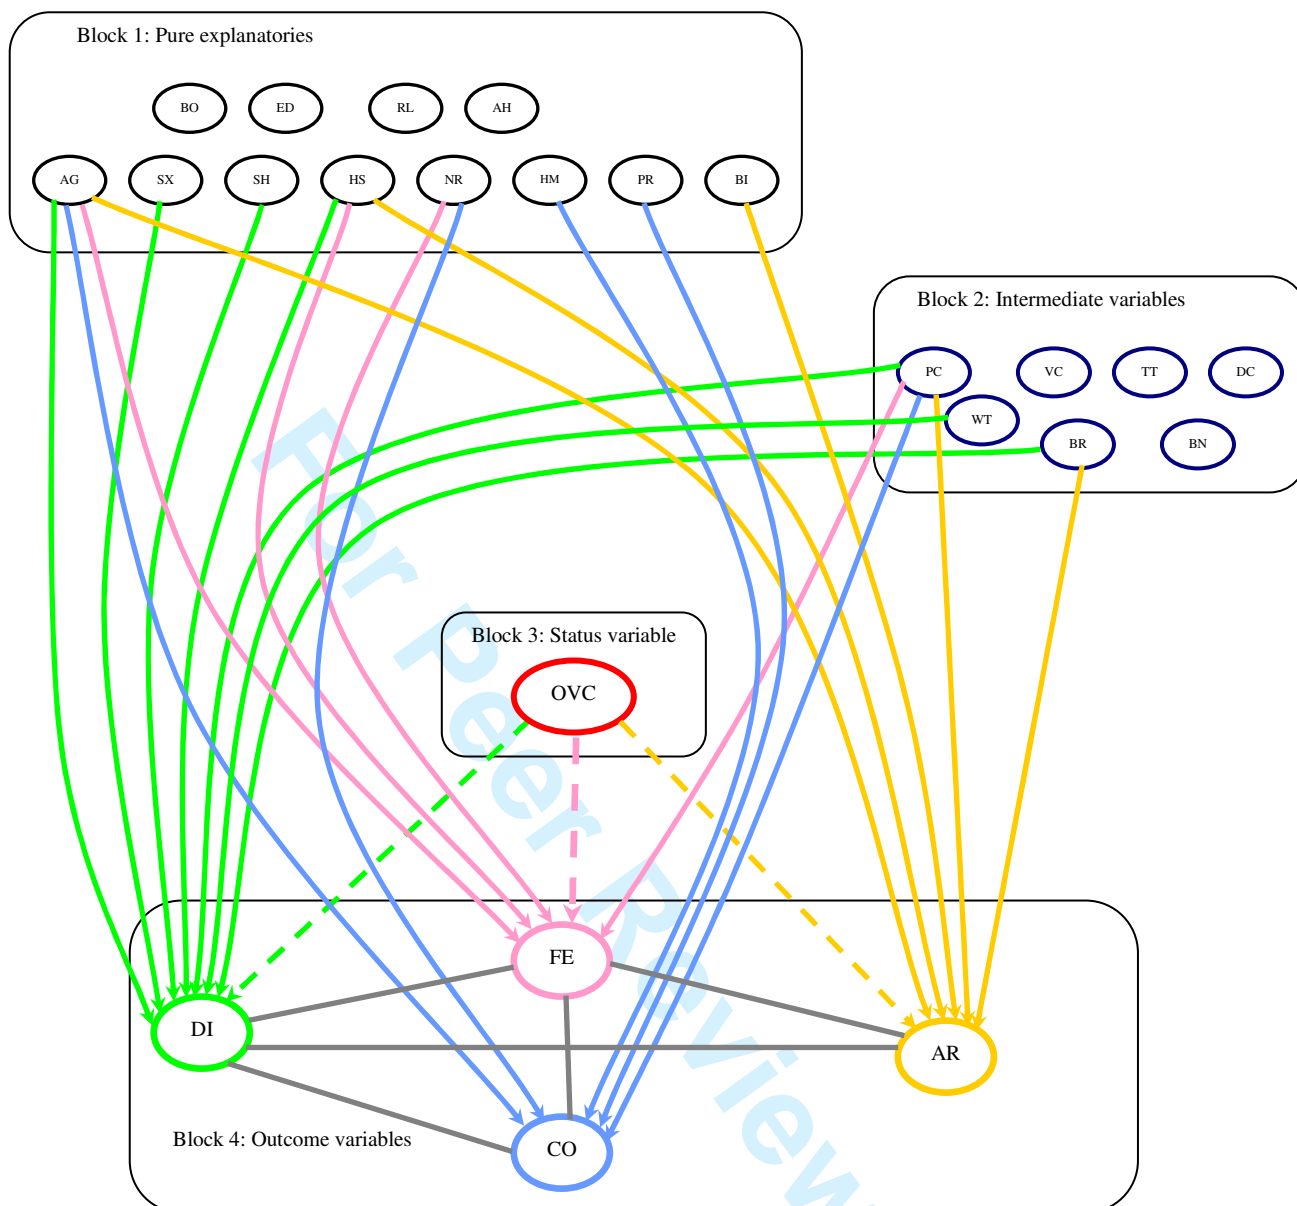 Block 1: Pure explanatories
BO ED RL AH
AG SX SH HS NR HM PR BI
Block 2: Intermediate variables
PC VC TT DC
WT
BR BN
Block 3: Status variable
OVC
FE
DI
AR
Block 4: Outcome variables
CO
For Peer Review